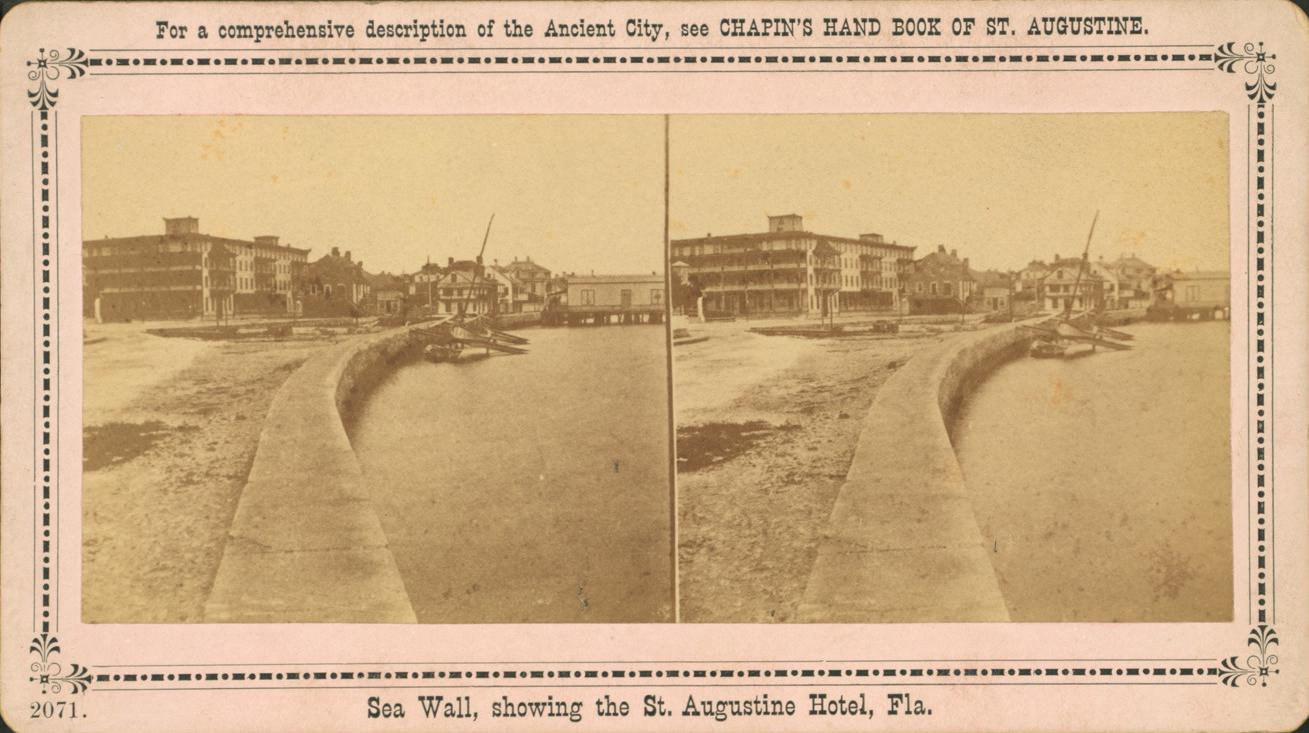 For a comprehensive description of the Ancient City, see CHAPIN'S HAND BOOK OF ST. AUGUSTINE.
2071.
Sea Wall, showing the St. Augustine Hotel, Fla.